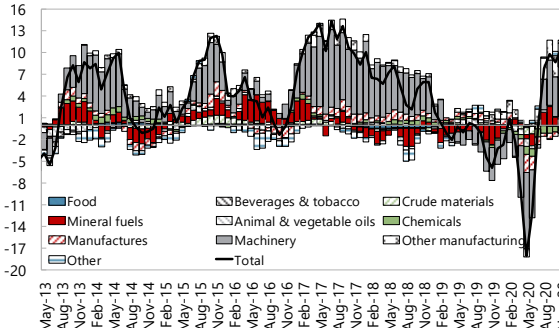 16
11
6
1
-5
-8
-11
-14
-17
-20
Food
Beverages & tobacco
Crude materials
Mineral fuels
Animal & vegetable oils
Chemicals
Manufactures
Machinery
Other manufacturing
Other
Total
May-13
Aug-13
Nov-13
Feb-14
May-14
Aug-14
Nov-14
Feb-15
May-15
Aug-15
Nov-15
Feb-16
May-16
Aug-16
Nov-16
Feb-17
May-17
Aug-17
Nov-17
Feb-18
May-18
Aug-18
Nov-18
Feb-19
May-19
Aug-19
Nov-19
Feb-20
May-20
Aug-20